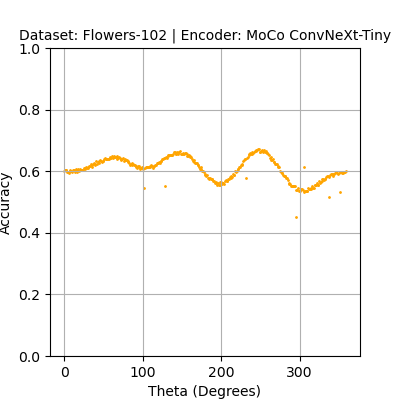 Dataset: Flowers-102 | Encoder: MoCo ConvNeXt-Tiny
1.0
0.8
0.6
0.4
0.2
0.0
Accuracy
0 100 200 300
Theta (Degrees)